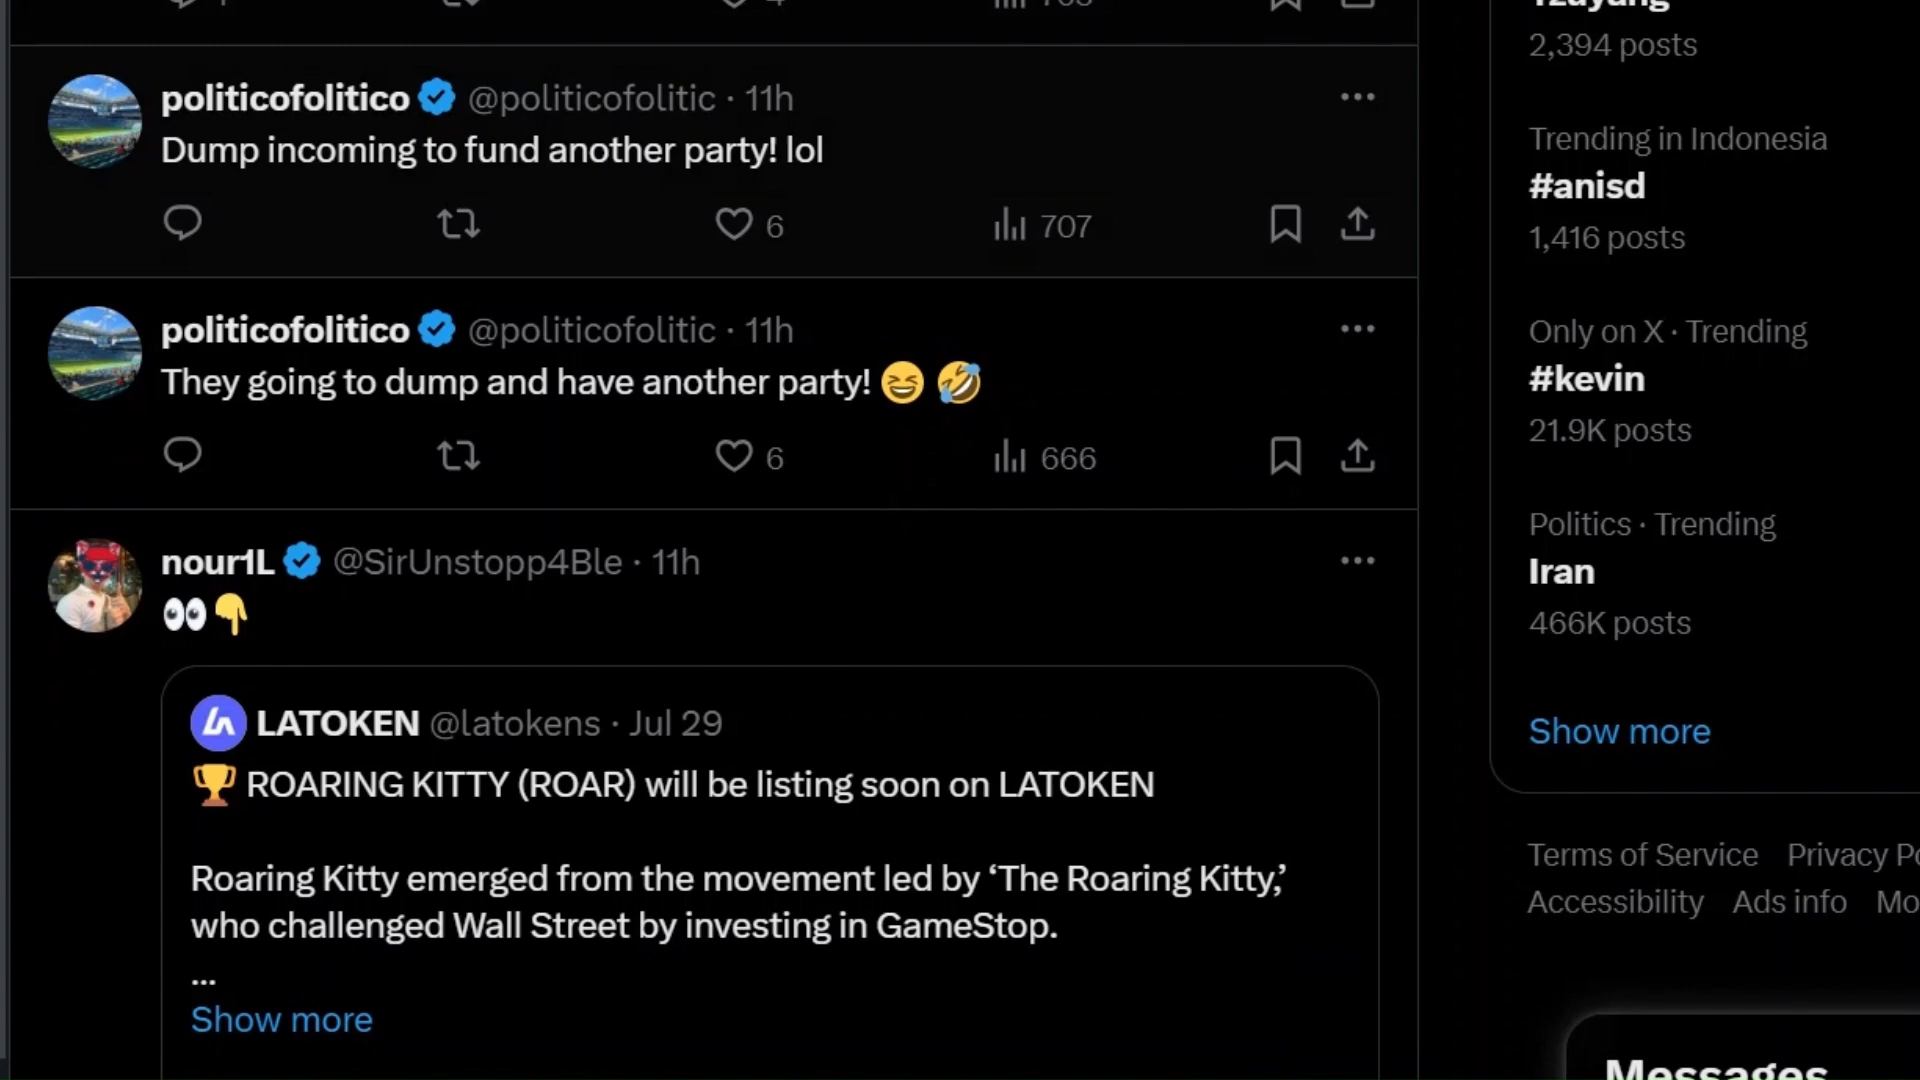 politicofolitico @politicofolitic · 11h
Dump incoming to fund another party! lol
6 707
politicofolitico @politicofolitic · 11h
They going to dump and have another party! 😆 🤣
6 666
nour1L @SirUnstopp4Ble · 11h
👀👇
LATOKEN @latokens · Jul 29
🏆 ROARING KITTY (ROAR) will be listing soon on LATOKEN
Roaring Kitty emerged from the movement led by ‘The Roaring Kitty,’
who challenged Wall Street by investing in GameStop.
...
Show more
2,394 posts
Trending in Indonesia
#anisd
1,416 posts
Only on X · Trending
#kevin
21.9K posts
Politics · Trending
Iran
466K posts
Show more
Terms of Service Privacy
Accessibility Ads info
Messages